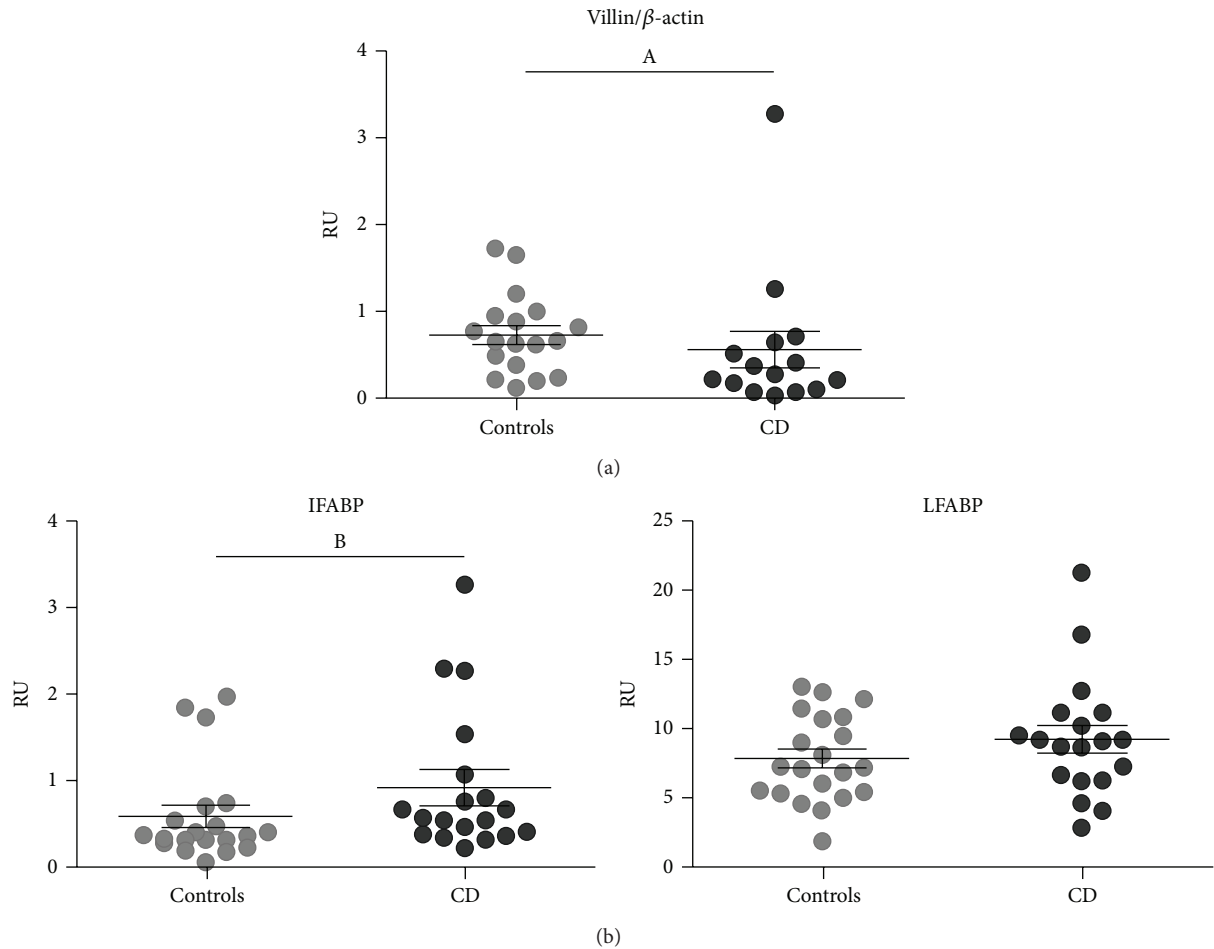 Villin/β-actin
A
4
3
2
1
0
RU
Controls
CD
(a)
IFABP
B
4
3
2
1
0
RU
Controls
CD
LFABP
25
20
15
10
5
0
RU
Controls
CD
(b)